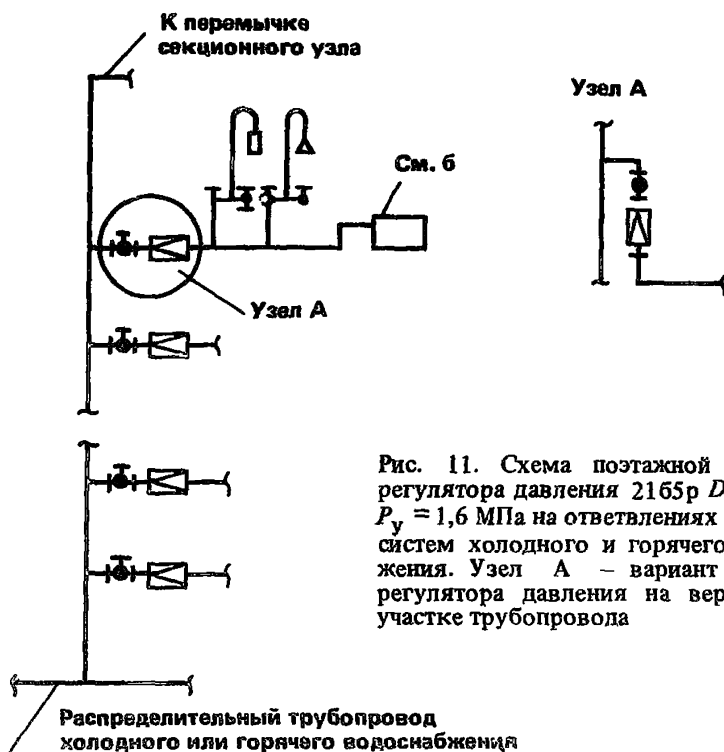 К перемычке
секционного узла
Узел А
См. б
Узел А
Рис. 11. Схема поэтажной
регулятора давления 21б5р D
Pу = 1,6 МПа на ответвлениях
систем холодного и горячего
жения. Узел А – вариант
регулятора давления на вер
участке трубопровода
Распределительный трубопровод
холодного или горячего водоснабжения